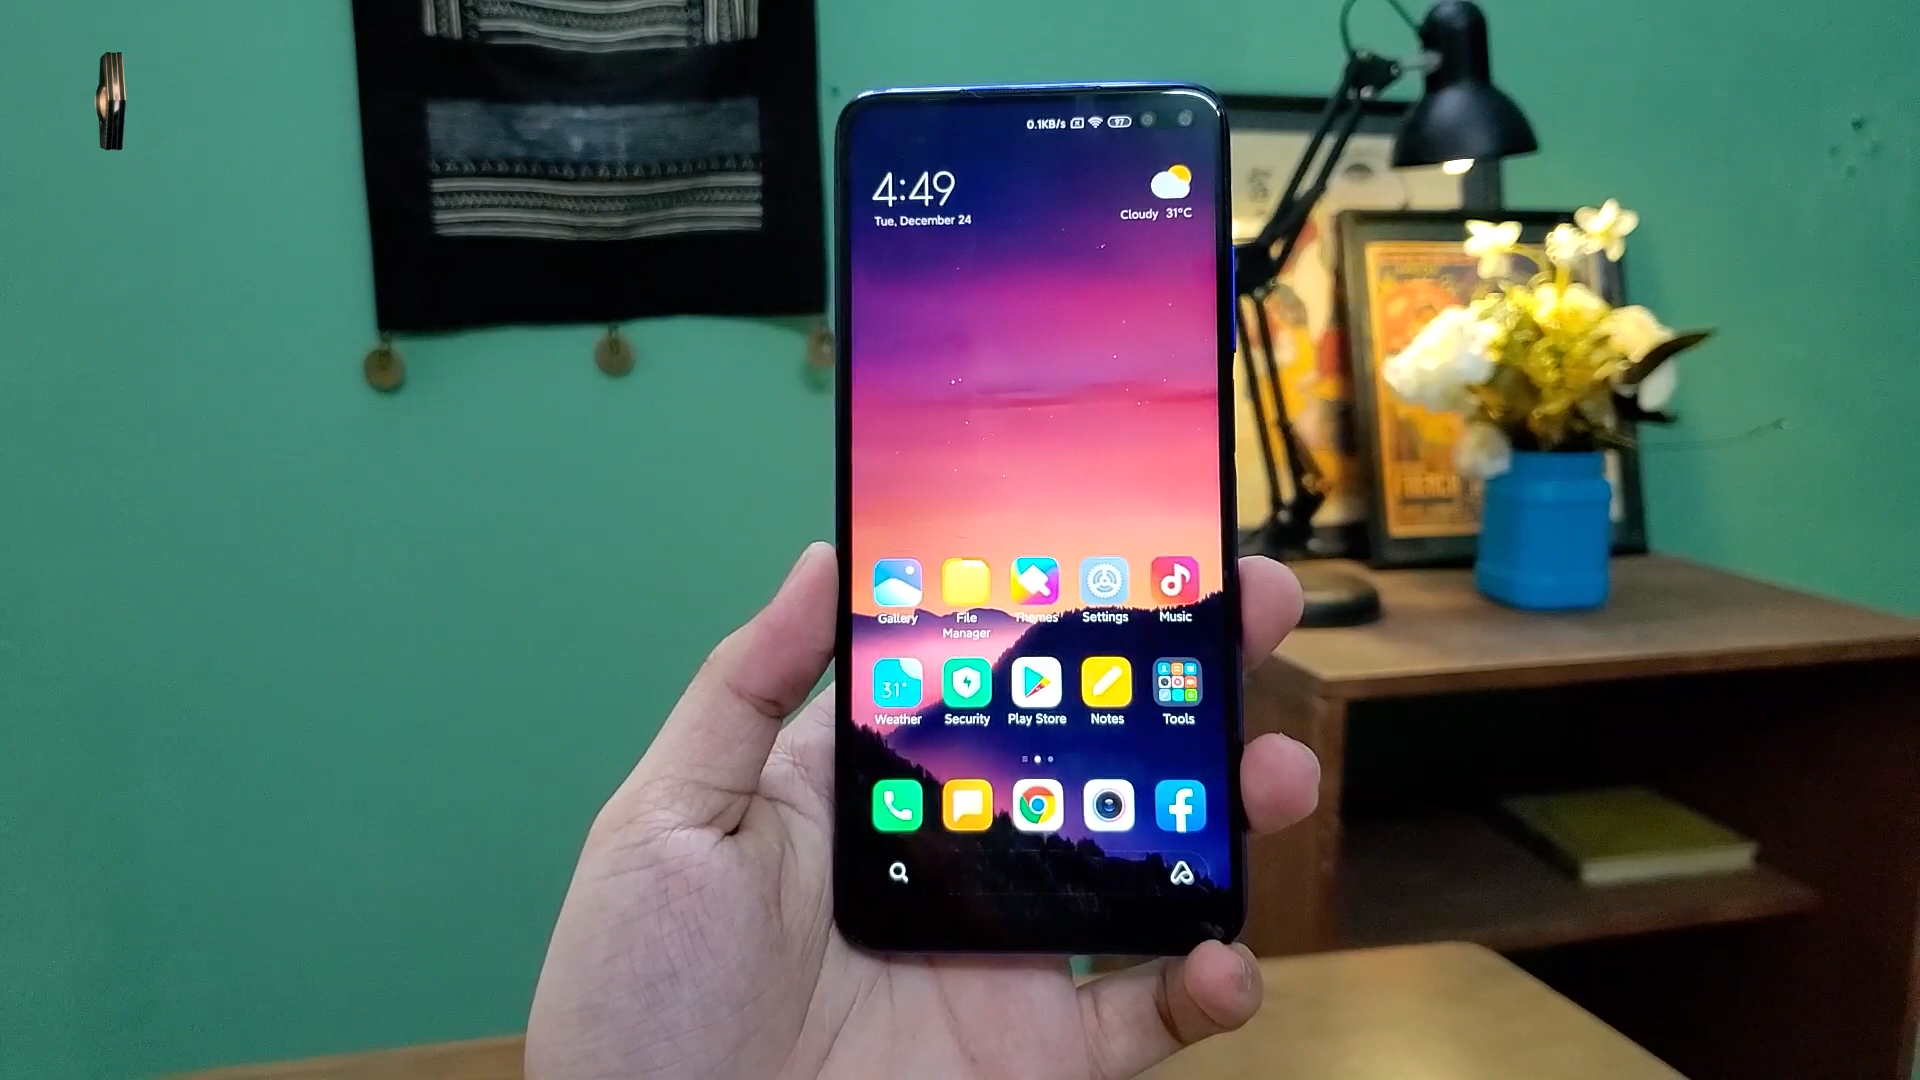 0.1KB/s 97
4:49
Tue, December 24
Cloudy 31°C
Gallery File Manager Themes Settings Music
31°
Weather Security Play Store Notes Tools